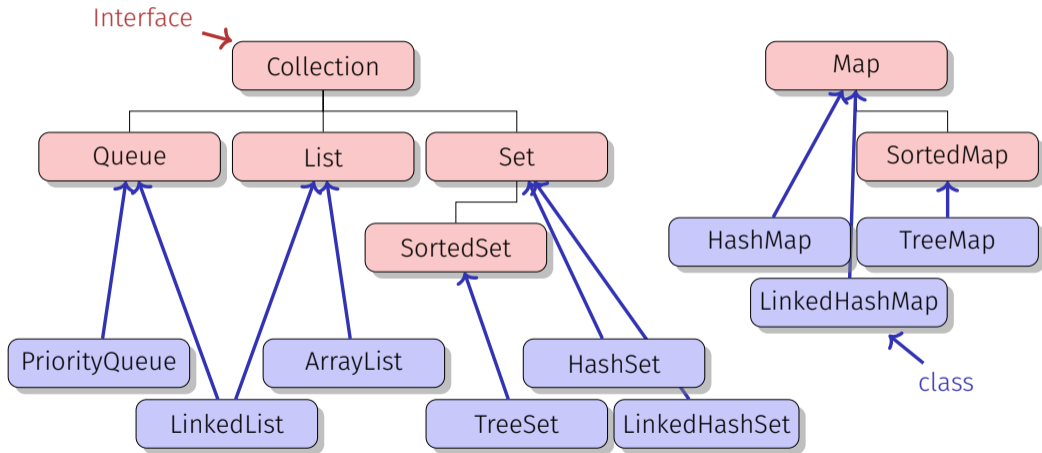 Interface
Collection
Map
Queue
List
Set
SortedMap
SortedSet
HashMap
TreeMap
LinkedHashMap
PriorityQueue
ArrayList
HashSet
class
LinkedList
TreeSet
LinkedHashSet